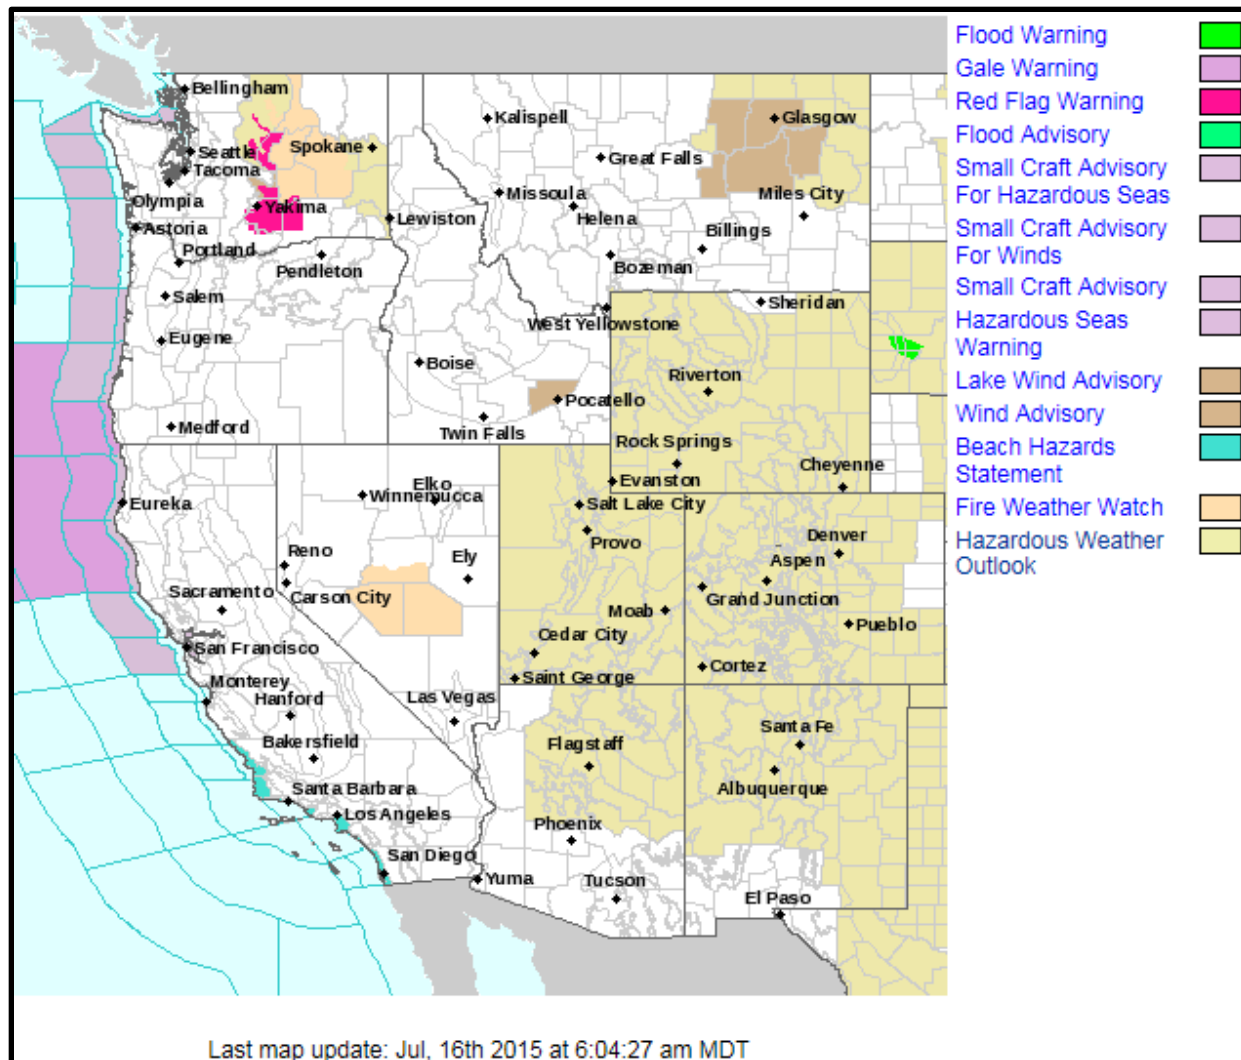 Flood Warning
Gale Warning
Red Flag Warning
Flood Advisory
Small Craft Advisory
For Hazardous Seas
Small Craft Advisory
For Winds
Small Craft Advisory
Hazardous Seas
Warning
Lake Wind Advisory
Wind Advisory
Beach Hazards
Statement
Fire Weather Watch
Hazardous Weather
Outlook
Bellingham
Kalispell
Glasgow
Seattle
Spokane
Great Falls
Tacoma
Missoula
Miles City
Olympia
Yakima
Lewiston
Helena
Astoria
Billings
Portland
Pendleton
Bozeman
Salem
Sheridan
West Yellowstone
Eugene
Boise
Riverton
Pocatello
Medford
Twin Falls
Rock Springs
Cheyenne
Elko
Evanston
Winnemucca
Eureka
Salt Lake City
Provo
Denver
Reno
Ely
Aspen
Sacramento
Carson City
Grand Junction
Moab
Pueblo
Cedar City
San Francisco
Cortez
Saint George
Monterey
Hanford
Las Vegas
Santa Fe
Bakersfield
Flagstaff
Albuquerque
Santa Barbara
Los Angeles
Phoenix
San Diego
Yuma
Tucson
El Paso
Last map update: Jul, 16th 2015 at 6:04:27 am MDT